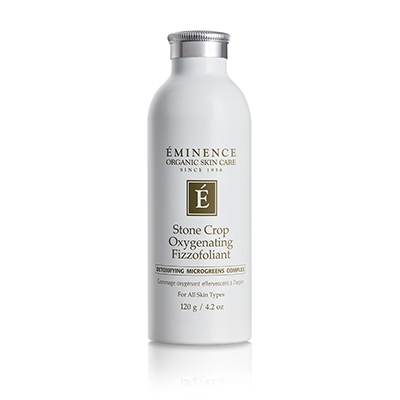 ÉMINENCE
ORGANIC SKIN CARE
SINCE 1958
É
Stone Crop
Oxygenating
Fizzofoliant
DETOXIFYING MICROGREENS COMPLEX
Gommage oxygénant effervescent à l'orpin
For All Skin Types
120 g / 4.2 oz